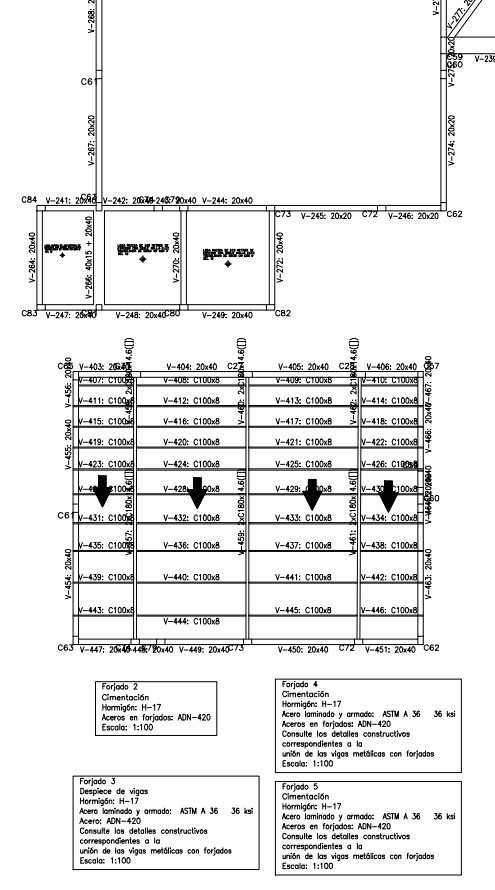 V-268: 2
V-277: 20
C59
C60
V-239
C61
V-267: 20x20
V-274: 20x20
C84
V-241: 20x40
V-242: 20x40
V-244: 20x40
C73
V-245: 20x20
C72
V-246: 20x20
C62
V-264: 20x40
V-266: 40x15 + 20x40
V-270: 20x40
V-272: 20x40
C83
V-247: 20x40
V-248: 20x40
C80
V-249: 20x40
C82
V-403: 20x40
V-404: 20x40
V-405: 20x40
V-406: 20x40
V-407: C100x8
V-408: C100x8
V-409: C100x8
V-410: C100x8
V-411: C100x8
V-412: C100x8
V-413: C100x8
V-414: C100x8
V-415: C100x8
V-416: C100x8
V-417: C100x8
V-418: C100x8
V-455: 20x40
V-466: 20x40
V-419: C100x8
V-420: C100x8
V-421: C100x8
V-422: C100x8
V-423: C100x8
V-424: C100x8
V-425: C100x8
C61
V-431: C100x8
V-432: C100x8
V-433: C100x8
V-434: C100x8
V-435: C100x8
V-436: C100x8
V-437: C100x8
V-438: C100x8
V-454: 20x40
V-463: 20x40
V-439: C100x8
V-440: C100x8
V-441: C100x8
V-442: C100x8
V-443: C100x8
V-444: C100x8
V-445: C100x8
V-446: C100x8
C63
V-447: 20x40
V-449: 20x40
C73
V-450: 20x40
C72
V-451: 20x40
C62
Forjado 2
Cimentación
Hormigón: H-17
Aceros en forjados: ADN-420
Escala: 1:100
Forjado 4
Cimentación
Hormigón: H-17
Acero laminado y armado: ASTM A 36 36 ksi
Aceros en forjados: ADN-420
Consulte los detalles constructivos
correspondientes a la
unión de las vigas metálicas con forjados
Escala: 1:100
Forjado 3
Despiece de vigas
Hormigón: H-17
Acero laminado y armado: ASTM A 36 36 ksi
Acero: ADN-420
Consulte los detalles constructivos
correspondientes a la
unión de las vigas metálicas con forjados
Escala: 1:100
Forjado 5
Cimentación
Hormigón: H-17
Acero laminado y armado: ASTM A 36 36 ksi
Aceros en forjados: ADN-420
Consulte los detalles constructivos
correspondientes a la
unión de las vigas metálicas con forjados
Escala: 1:100